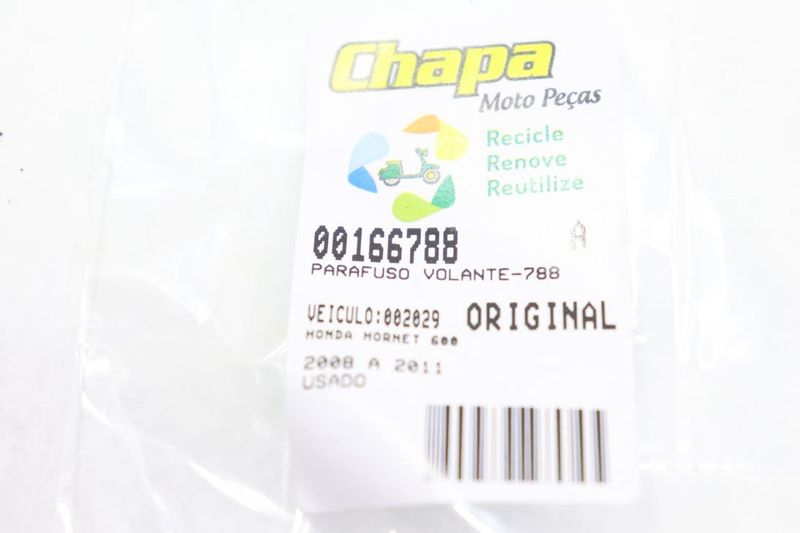 Chapa
Moto Peças
Recicle
Renove
Reutilize
00166788 A
PARAFUSO VOLANTE-788
VEICULO:002029 ORIGINAL
HONDA HORNET 600
2008 A 2011
USADO